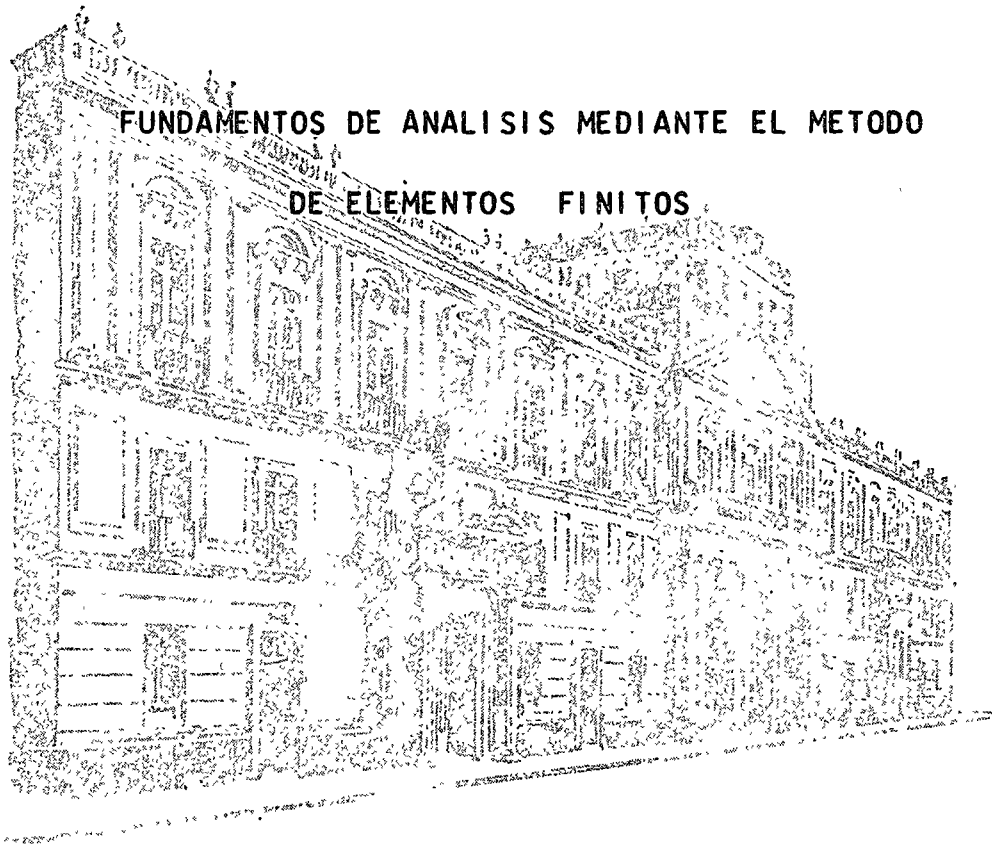 FUNDAMENTOS DE ANALISIS MEDIANTE EL METODO
DE ELEMENTOS FINITOS